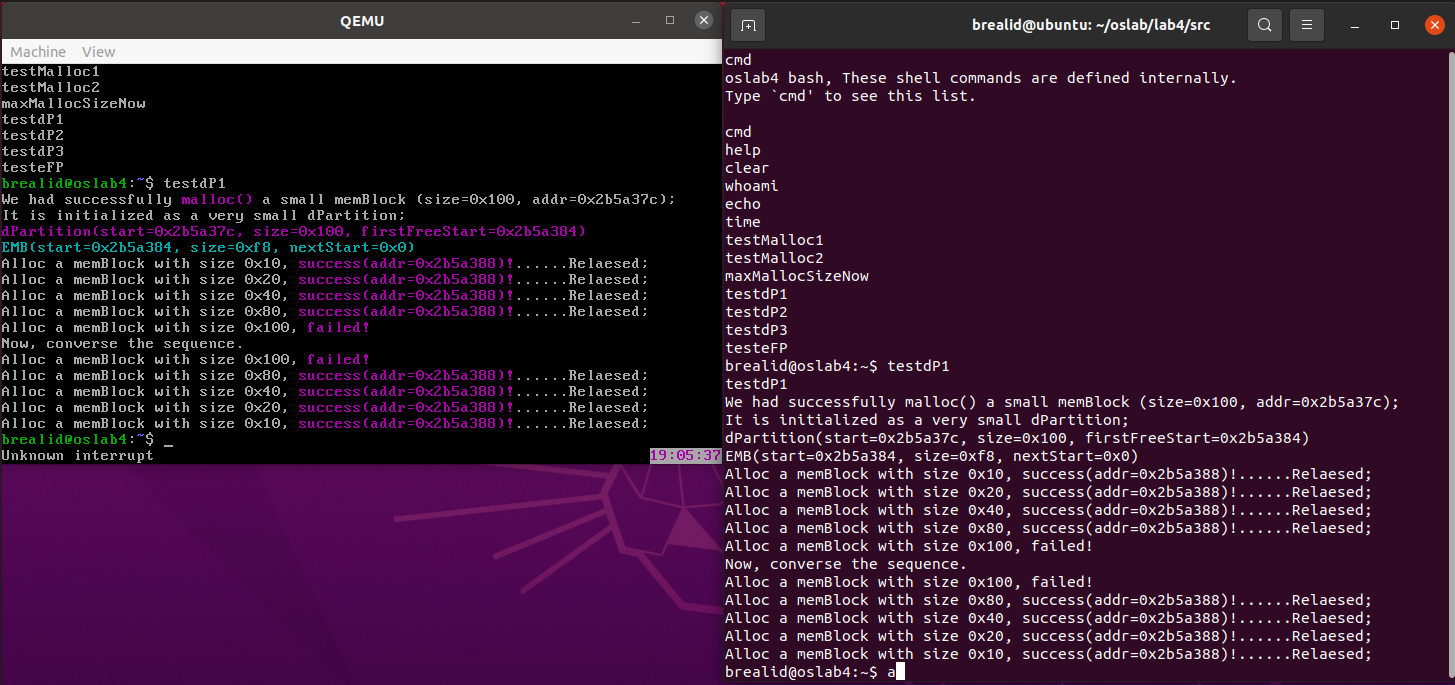 QEMU
Machine View
testMalloc1
testMalloc2
maxMallocSizeNow
testdP1
testdP2
testdP3
testeFP
brealid@oslab4:~$ testdP1
We had successfully malloc() a small memBlock (size=0x100, addr=0x2b5a37c);
It is initialized as a very small dPartition;
dPartition(start=0x2b5a37c, size=0x100, firstFreeStart=0x2b5a384)
EMB(start=0x2b5a384, size=0xf8, nextStart=0x0)
Alloc a memBlock with size 0x10, success(addr=0x2b5a388)!......Relaesed;
Alloc a memBlock with size 0x20, success(addr=0x2b5a388)!......Relaesed;
Alloc a memBlock with size 0x40, success(addr=0x2b5a388)!......Relaesed;
Alloc a memBlock with size 0x80, success(addr=0x2b5a388)!......Relaesed;
Alloc a memBlock with size 0x100, failed!
Now, converse the sequence.
Alloc a memBlock with size 0x100, failed!
Alloc a memBlock with size 0x80, success(addr=0x2b5a388)!......Relaesed;
Alloc a memBlock with size 0x40, success(addr=0x2b5a388)!......Relaesed;
Alloc a memBlock with size 0x20, success(addr=0x2b5a388)!......Relaesed;
Alloc a memBlock with size 0x10, success(addr=0x2b5a388)!......Relaesed;
brealid@oslab4:~$ _
Unknown interrupt 19:05:37
brealid@ubuntu: ~/oslab/lab4/src
cmd
oslab4 bash, These shell commands are defined internally.
Type `cmd' to see this list.
cmd
help
clear
whoami
echo
time
testMalloc1
testMalloc2
maxMallocSizeNow
testdP1
testdP2
testdP3
testeFP
brealid@oslab4:~$ testdP1
testdP1
We had successfully malloc() a small memBlock (size=0x100, addr=0x2b5a37c);
It is initialized as a very small dPartition;
dPartition(start=0x2b5a37c, size=0x100, firstFreeStart=0x2b5a384)
EMB(start=0x2b5a384, size=0xf8, nextStart=0x0)
Alloc a memBlock with size 0x10, success(addr=0x2b5a388)!......Relaesed;
Alloc a memBlock with size 0x20, success(addr=0x2b5a388)!......Relaesed;
Alloc a memBlock with size 0x40, success(addr=0x2b5a388)!......Relaesed;
Alloc a memBlock with size 0x80, success(addr=0x2b5a388)!......Relaesed;
Alloc a memBlock with size 0x100, failed!
Now, converse the sequence.
Alloc a memBlock with size 0x100, failed!
Alloc a memBlock with size 0x80, success(addr=0x2b5a388)!......Relaesed;
Alloc a memBlock with size 0x40, success(addr=0x2b5a388)!......Relaesed;
Alloc a memBlock with size 0x20, success(addr=0x2b5a388)!......Relaesed;
Alloc a memBlock with size 0x10, success(addr=0x2b5a388)!......Relaesed;
brealid@oslab4:~$ a